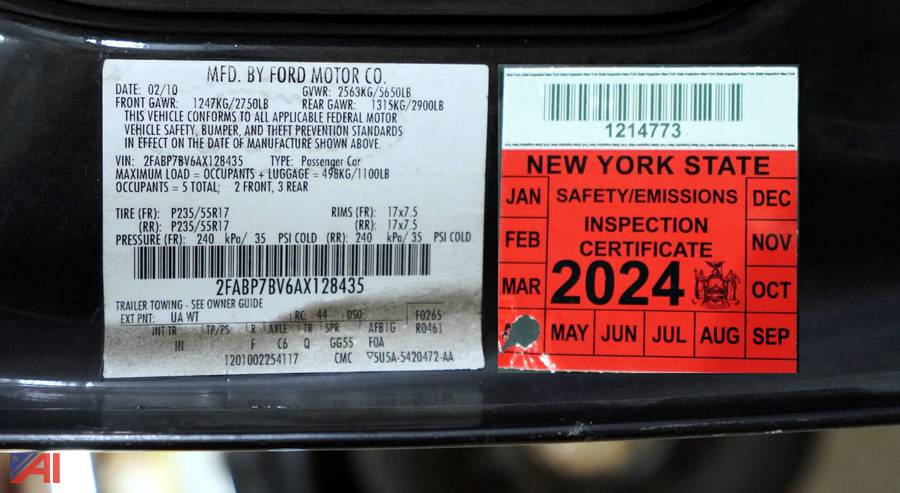 MFD. BY FORD MOTOR CO.
DATE: 02/10 GVWR: 2563KG/5650LB
FRONT GAWR: 1247KG/2750LB REAR GAWR: 1315KG/2900LB
THIS VEHICLE CONFORMS TO ALL APPLICABLE FEDERAL MOTOR
VEHICLE SAFETY, BUMPER, AND THEFT PREVENTION STANDARDS
IN EFFECT ON THE DATE OF MANUFACTURE SHOWN ABOVE.
VIN: 2FABP7BV6AX128435 TYPE: Passenger Car
MAXIMUM LOAD = OCCUPANTS + LUGGAGE = 498KG/1100LB
OCCUPANTS = 5 TOTAL; 2 FRONT, 3 REAR
TIRE (FR): P235/55R17 RIMS (FR): 17x7.5
(RR): P235/55R17 (RR): 17x7.5
PRESSURE (FR): 240 kPa/ 35 PSI COLD (RR): 240 kPa/ 35 PSI COLD
2FABP7BV6AX128435
TRAILER TOWING - SEE OWNER GUIDE
EXT PNT: UA WT RC: 44 DSO: F0265
INT TR TP/PS R AXLE TR SPR AFB1G R0461
IN F C6 Q GG55 FOA
1201002254117 CMC 5U5A-5420472-AA
1214773
NEW YORK STATE
SAFETY/EMISSIONS
INSPECTION
CERTIFICATE
2024
JAN
FEB
MAR
MAY JUN JUL AUG SEP
OCT
NOV
DEC
AI